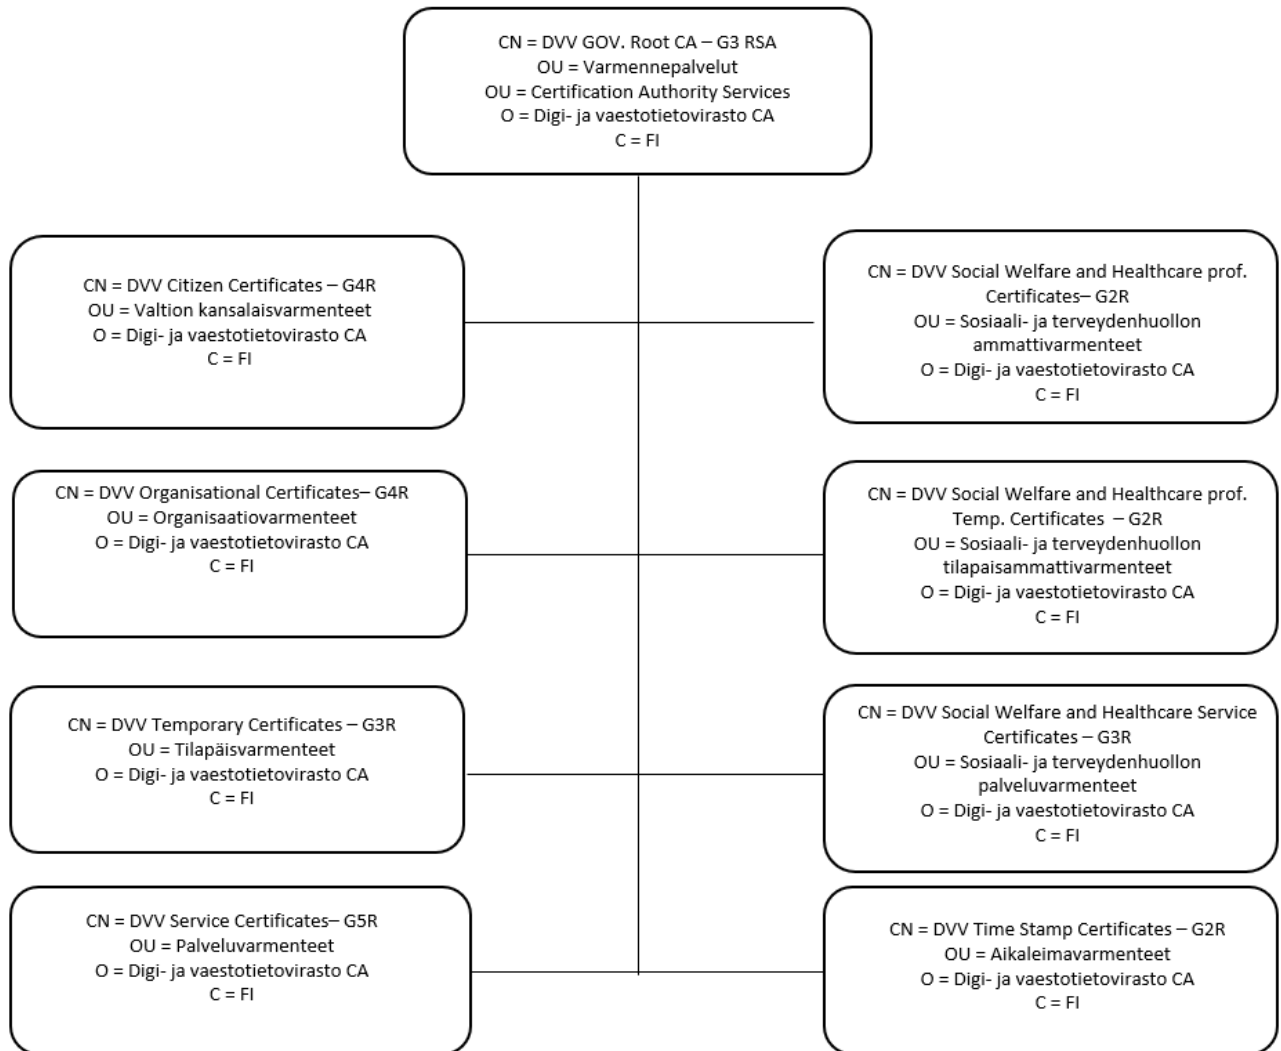 CN = DVV GOV. Root CA – G3 RSA
OU = Varmennepalvelut
OU = Certification Authority Services
O = Digi- ja vaestotietovirasto CA
C = FI
CN = DVV Citizen Certificates – G4R
OU = Valtion kansalaisvarmenteet
O = Digi- ja vaestotietovirasto CA
C = FI
CN = DVV Social Welfare and Healthcare prof.
Certificates– G2R
OU = Sosiaali- ja terveydenhuollon
ammattivarmenteet
O = Digi- ja vaestotietovirasto CA
C = FI
CN = DVV Organisational Certificates– G4R
OU = Organisaatiovarmenteet
O = Digi- ja vaestotietovirasto CA
C = FI
CN = DVV Social Welfare and Healthcare prof.
Temp. Certificates – G2R
OU = Sosiaali- ja terveydenhuollon
tilapaisammattivarmenteet
O = Digi- ja vaestotietovirasto CA
C = FI
CN = DVV Temporary Certificates – G3R
OU = Tilapäisvarmenteet
O = Digi- ja vaestotietovirasto CA
C = FI
CN = DVV Social Welfare and Healthcare Service
Certificates – G3R
OU = Sosiaali- ja terveydenhuollon
palveluvarmenteet
O = Digi- ja vaestotietovirasto CA
C = FI
CN = DVV Service Certificates– G5R
OU = Palveluvarmenteet
O = Digi- ja vaestotietovirasto CA
C = FI
CN = DVV Time Stamp Certificates – G2R
OU = Aikaleimavarmenteet
O = Digi- ja vaestotietovirasto CA
C = FI